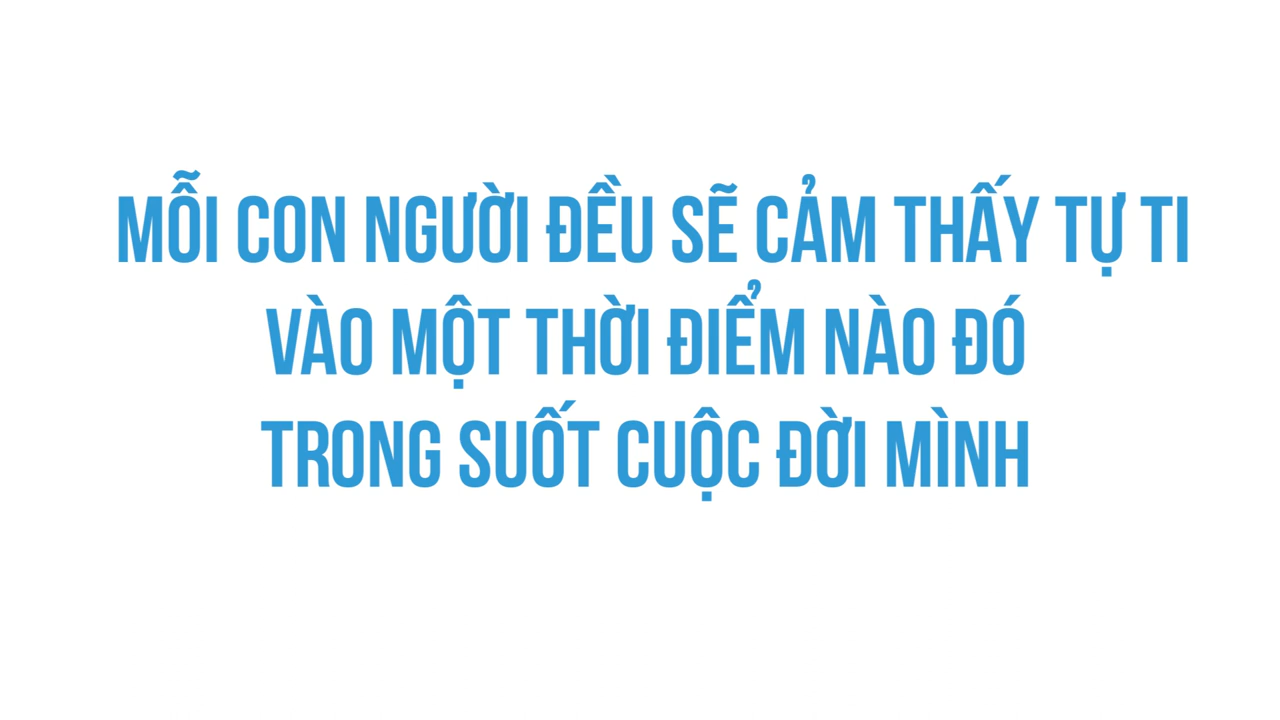 MỖI CON NGƯỜI ĐỀU SẼ CẢM THẤY TỰ TI
VÀO MỘT THỜI ĐIỂM NÀO ĐÓ
TRONG SUỐT CUỘC ĐỜI MÌNH